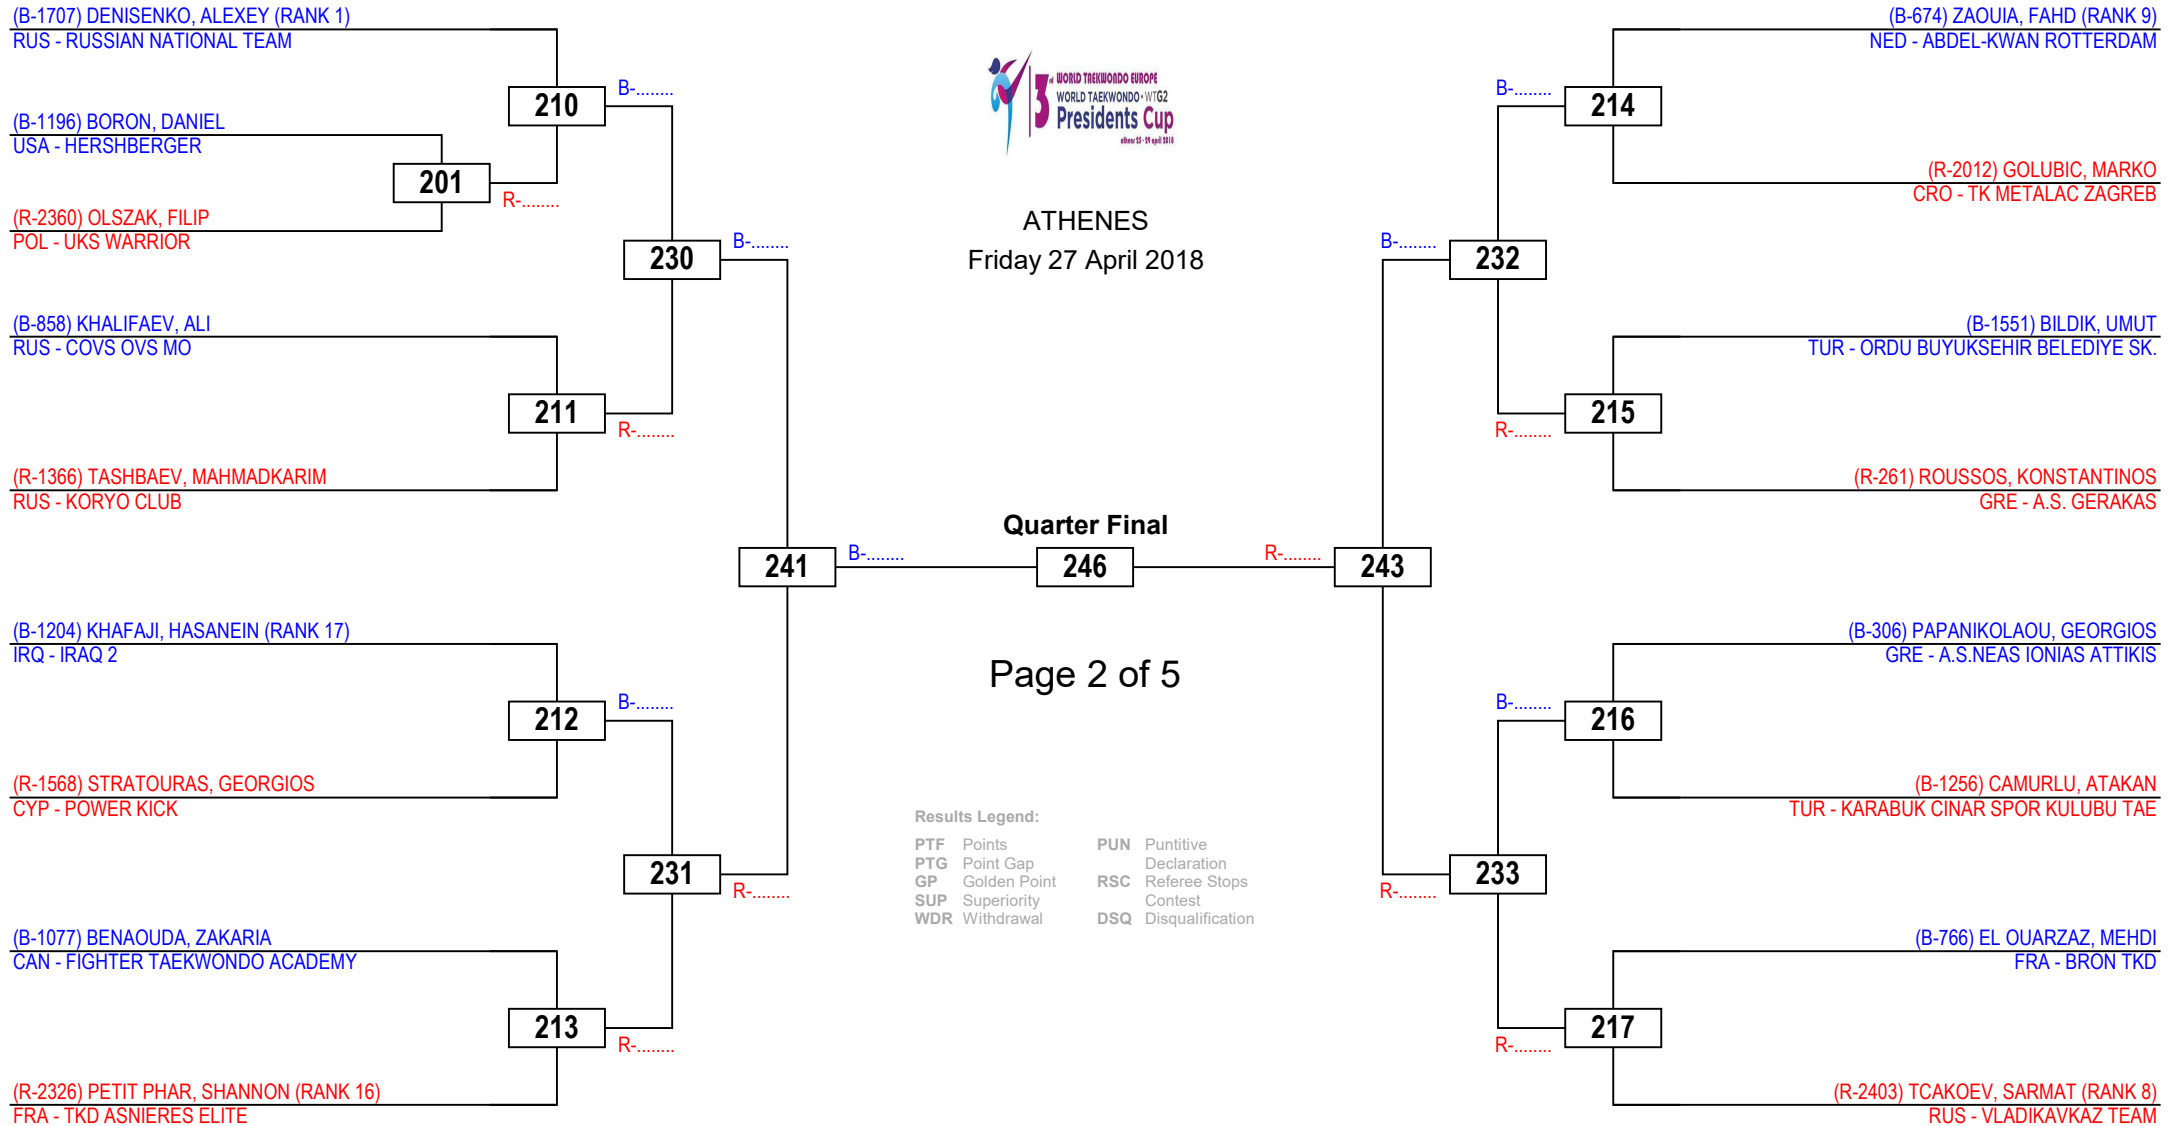 (B-1707) DENISENKO, ALEXEY (RANK 1)
RUS - RUSSIAN NATIONAL TEAM
(B-1196) BORON, DANIEL
USA - HERSHBERGER
(R-2360) OLSZAK, FILIP
POL - UKS WARRIOR
(B-858) KHALIFAEV, ALI
RUS - COVS OVS MO
(R-1366) TASHBAEV, MAHMADKARIM
RUS - KORYO CLUB
(B-1204) KHAFAJI, HASANEIN (RANK 17)
IRQ - IRAQ 2
(R-1568) STRATOURAS, GEORGIOS
CYP - POWER KICK
(B-1077) BENAOUDA, ZAKARIA
CAN - FIGHTER TAEKWONDO ACADEMY
(R-2326) PETIT PHAR, SHANNON (RANK 16)
FRA - TKD ASNIERES ELITE
201
R-........
210
B-........
211
R-........
212
B-........
213
R-........
230
B-........
231
R-........
241
B-........
3rd WORLD TAEKWONDO EUROPE
WORLD TAEKWONDO • WTG2
Presidents Cup
athens 25 - 29 april 2018
ATHENES
Friday 27 April 2018
Quarter Final
246
Page 2 of 5
Results Legend:
PTF Points
PTG Point Gap
GP Golden Point
SUP Superiority
WDR Withdrawal
PUN Puntitive
Declaration
RSC Referee Stops
Contest
DSQ Disqualification
R-........
243
B-........
232
R-........
233
B-........
214
R-........
215
B-........
216
R-........
217
(B-674) ZAOUIA, FAHD (RANK 9)
NED - ABDEL-KWAN ROTTERDAM
(R-2012) GOLUBIC, MARKO
CRO - TK METALAC ZAGREB
(B-1551) BILDIK, UMUT
TUR - ORDU BUYUKSEHIR BELEDIYE SK.
(R-261) ROUSSOS, KONSTANTINOS
GRE - A.S. GERAKAS
(B-306) PAPANIKOLAOU, GEORGIOS
GRE - A.S.NEAS IONIAS ATTIKIS
(B-1256) CAMURLU, ATAKAN
TUR - KARABUK CINAR SPOR KULUBU TAE
(B-766) EL OUARZAZ, MEHDI
FRA - BRON TKD
(R-2403) TCAKOEV, SARMAT (RANK 8)
RUS - VLADIKAVKAZ TEAM